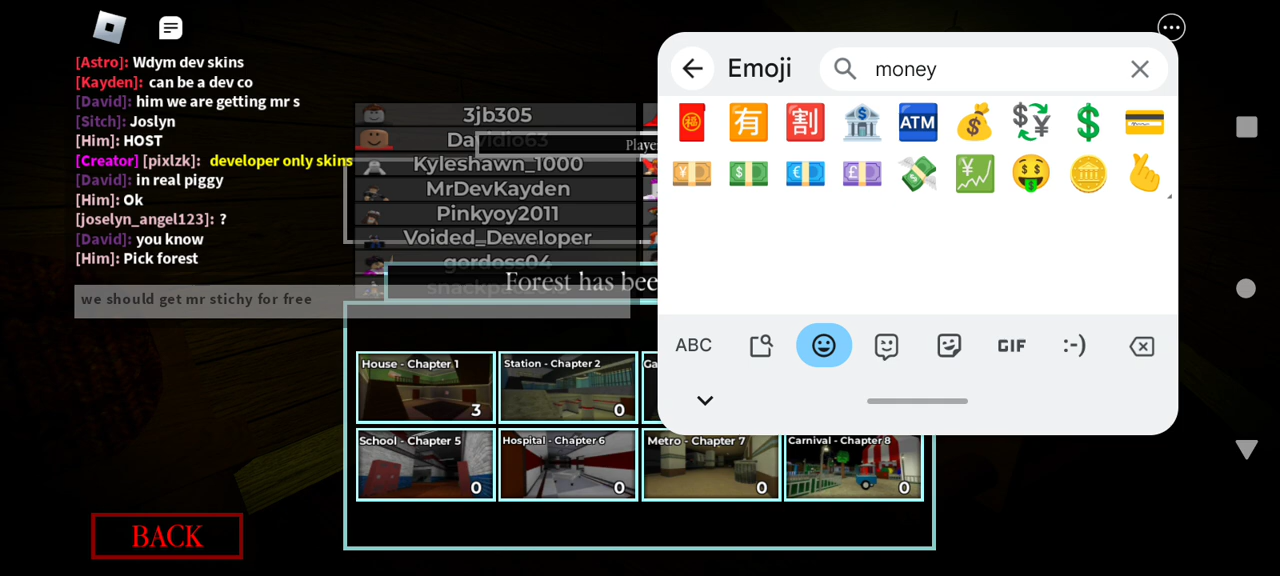 [Astro]: Wdym dev skins
[Kayden]: can be a dev co
[David]: him we are getting mr s
[Sitch]: Joslyn
[Him]: HOST
[Creator] [pixlzk]: developer only skins
[David]: in real piggy
[Him]: Ok
[joselyn_angel123]: ?
[David]: you know
[Him]: Pick forest
we should get mr stichy for free
3jb305
Davidio63
Kyleshawn_1000
MrDevKayden
Pinkyoy2011
Voided_Developer
gordoss04
Forest has bee
House - Chapter 1
3
Station - Chapter 2
0
Ga
School - Chapter 5
0
Hospital - Chapter 6
0
Metro - Chapter 7
0
Carnival - Chapter 8
0
BACK
Emoji
money
福
有
割
ATM
ABC
GIF
:-)